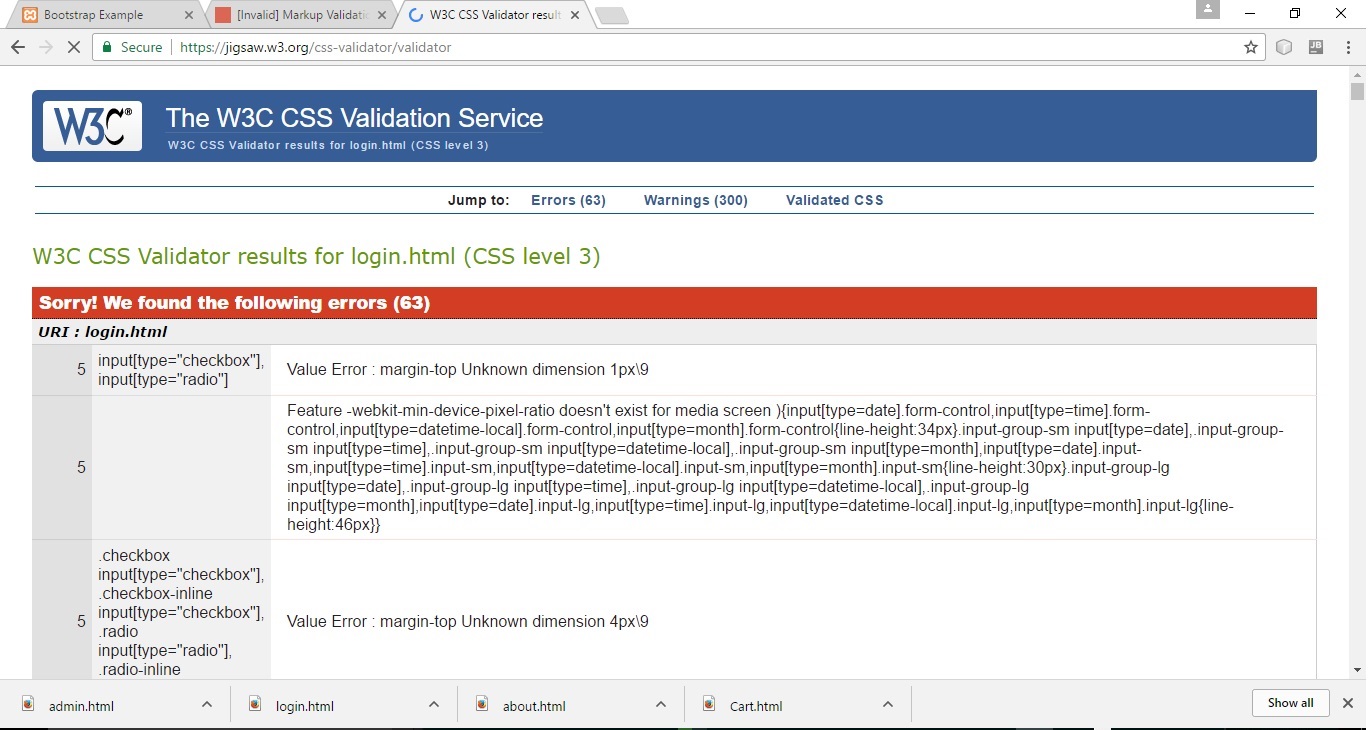 Bootstrap Example
[Invalid] Markup Validati
W3C CSS Validator result
Secure
https://jigsaw.w3.org/css-validator/validator
JB
W3C®
The W3C CSS Validation Service
W3C CSS Validator results for login.html (CSS level 3)
Jump to: Errors (63) Warnings (300) Validated CSS
W3C CSS Validator results for login.html (CSS level 3)
Sorry! We found the following errors (63)
URI : login.html
5
input[type="checkbox"],
input[type="radio"]
Value Error : margin-top Unknown dimension 1px\9
5
Feature -webkit-min-device-pixel-ratio doesn't exist for media screen ){input[type=date].form-control,input[type=time].form-
control,input[type=datetime-local].form-control,input[type=month].form-control{line-height:34px}.input-group-sm input[type=date],.input-group-
sm input[type=time],.input-group-sm input[type=datetime-local],.input-group-sm input[type=month],input[type=date].input-
sm,input[type=time].input-sm,input[type=datetime-local].input-sm,input[type=month].input-sm{line-height:30px}.input-group-lg
input[type=date],.input-group-lg input[type=time],.input-group-lg input[type=datetime-local],.input-group-lg
input[type=month],input[type=date].input-lg,input[type=time].input-lg,input[type=datetime-local].input-lg,input[type=month].input-lg{line-
height:46px}}
5
.checkbox
input[type="checkbox"],
.checkbox-inline
input[type="checkbox"],
.radio
input[type="radio"],
.radio-inline
Value Error : margin-top Unknown dimension 4px\9
admin.html
login.html
about.html
Cart.html
Show all